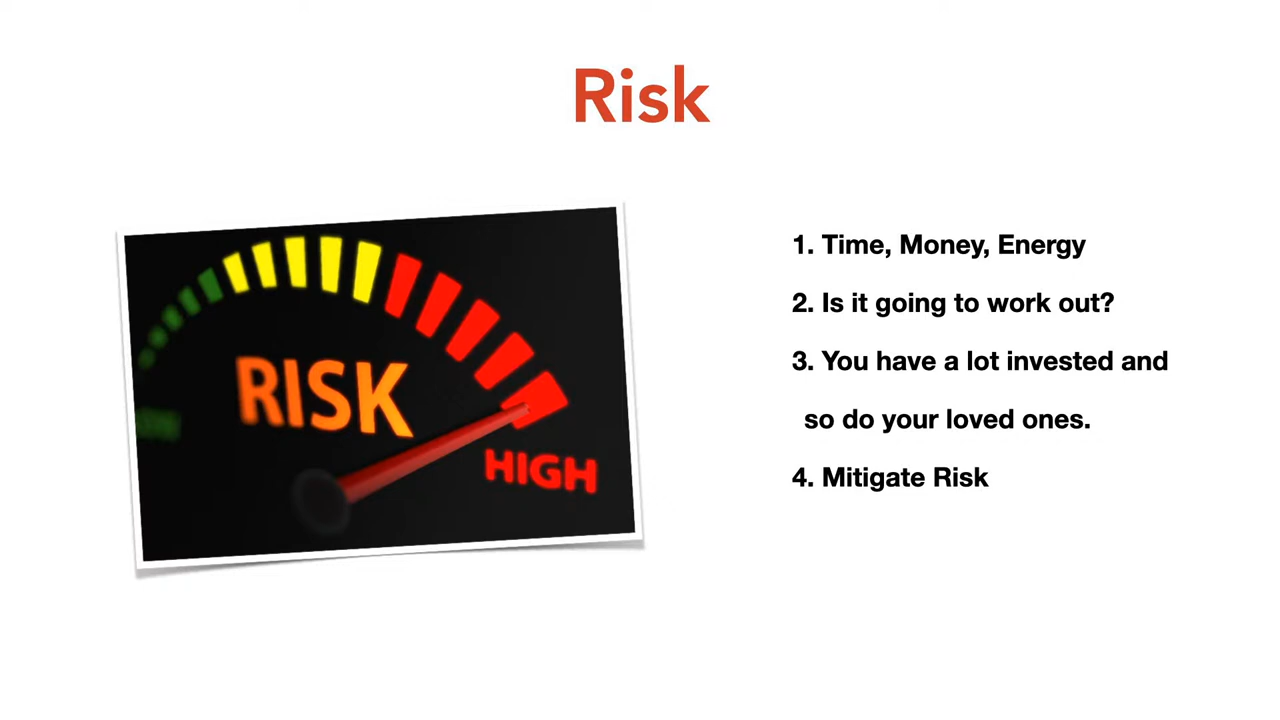 Risk
RISK
HIGH
1. Time, Money, Energy
2. Is it going to work out?
3. You have a lot invested and
so do your loved ones.
4. Mitigate Risk